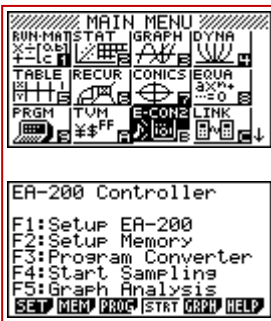 MAIN MENU
RUN-MAT STAT GRAPH DYNA
TABLE RECUR CONICS EQUA
PRGM TVM E-CON2 LINK
EA-200 Controller
F1:Setup EA-200
F2:Setup Memory
F3:Program Converter
F4:Start Sampling
F5:Graph Analysis
SET MEM PROG STRT GRPH HELP